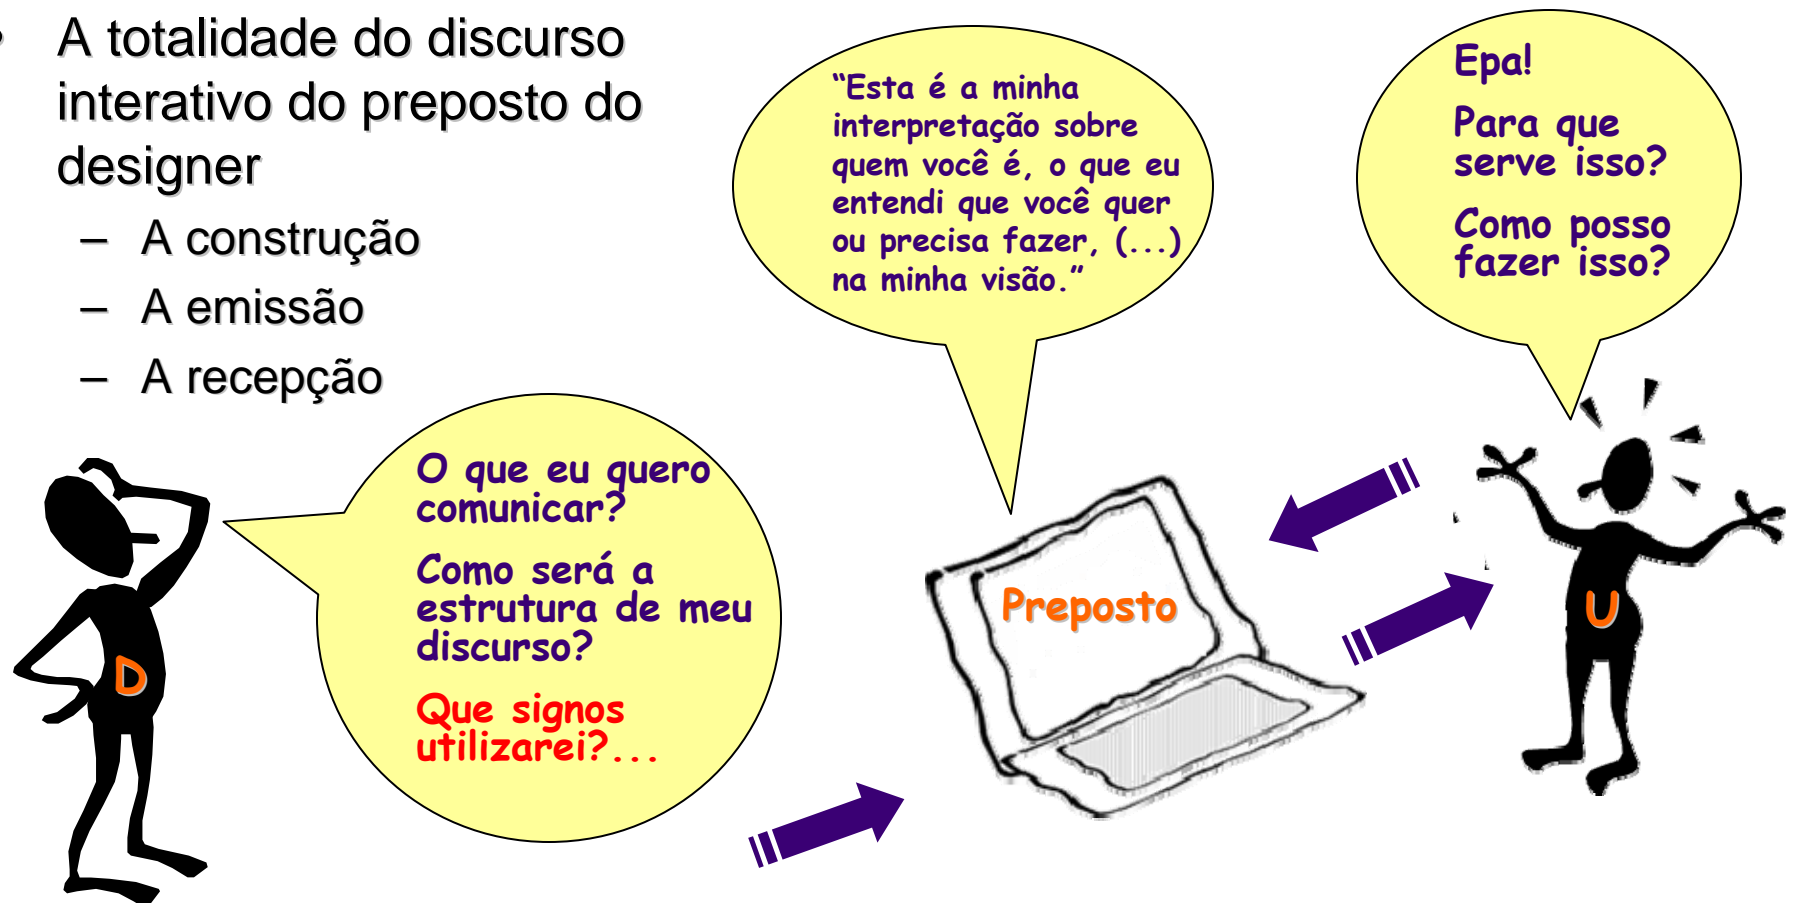 • A totalidade do discurso
interativo do preposto do
designer
– A construção
– A emissão
– A recepção
“Esta é a minha
interpretação sobre
quem você é, o que eu
entendi que você quer
ou precisa fazer, (...)
na minha visão.”
Epa!
Para que
serve isso?
Como posso
fazer isso?
O que eu quero
comunicar?
Como será a
estrutura de meu
discurso?
Que signos
utilizarei?...
D
Preposto
U